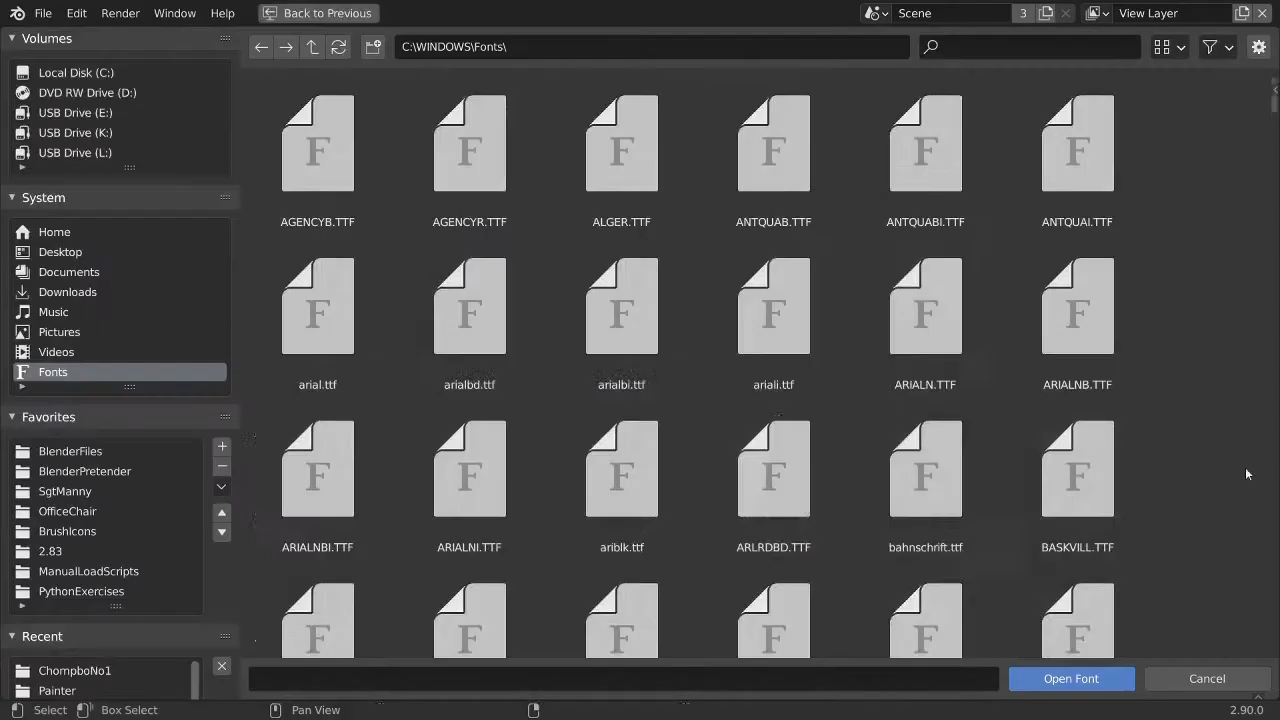 File Edit Render Window Help Back to Previous Scene 3 View Layer
Volumes
C:\WINDOWS\Fonts\
Local Disk (C:)
DVD RW Drive (D:)
USB Drive (E:)
USB Drive (K:)
USB Drive (L:)
System
Home
Desktop
Documents
Downloads
Music
Pictures
Videos
Fonts
Favorites
BlenderFiles
BlenderPretender
SgtManny
OfficeChair
BrushIcons
2.83
ManualLoadScripts
PythonExercises
Recent
ChompboNo1
Painter
F F F F F F
AGENCYB.TTF AGENCYR.TTF ALGER.TTF ANTQUAB.TTF ANTQUABI.TTF ANTQUAI.TTF
F F F F F F
arial.ttf arialbd.ttf arialbi.ttf ariali.ttf ARIALN.TTF ARIALNB.TTF
F F F F F F
ARIALNBI.TTF ARIALNI.TTF ariblk.ttf ARLRDBD.TTF bahnschrift.ttf BASKVILL.TTF
F F F F F F
Open Font Cancel
Select Box Select Pan View 2.90.0